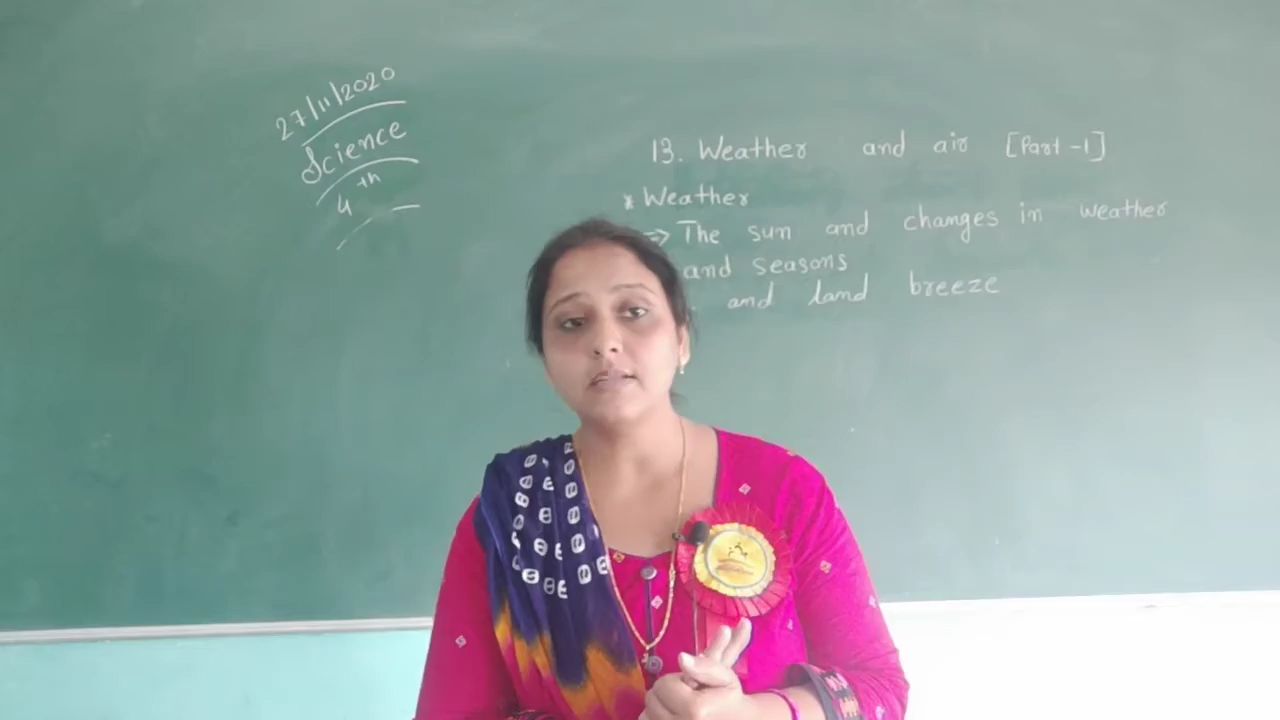 27/11/2020
Science
4th
13. Weather and air [Part -1]
* Weather
⇒ The sun and changes in weather
and seasons
and land breeze